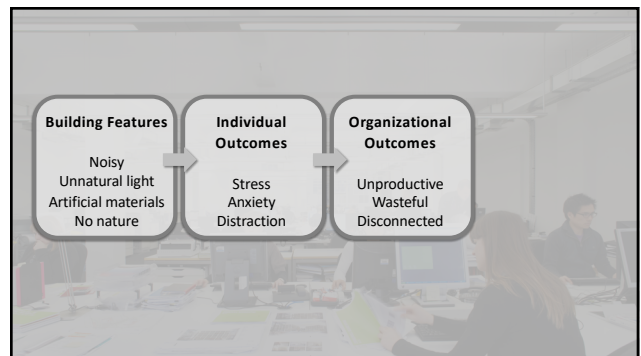 Building Features
Noisy
Unnatural light
Artificial materials
No nature
Individual
Outcomes
Stress
Anxiety
Distraction
Organizational
Outcomes
Unproductive
Wasteful
Disconnected